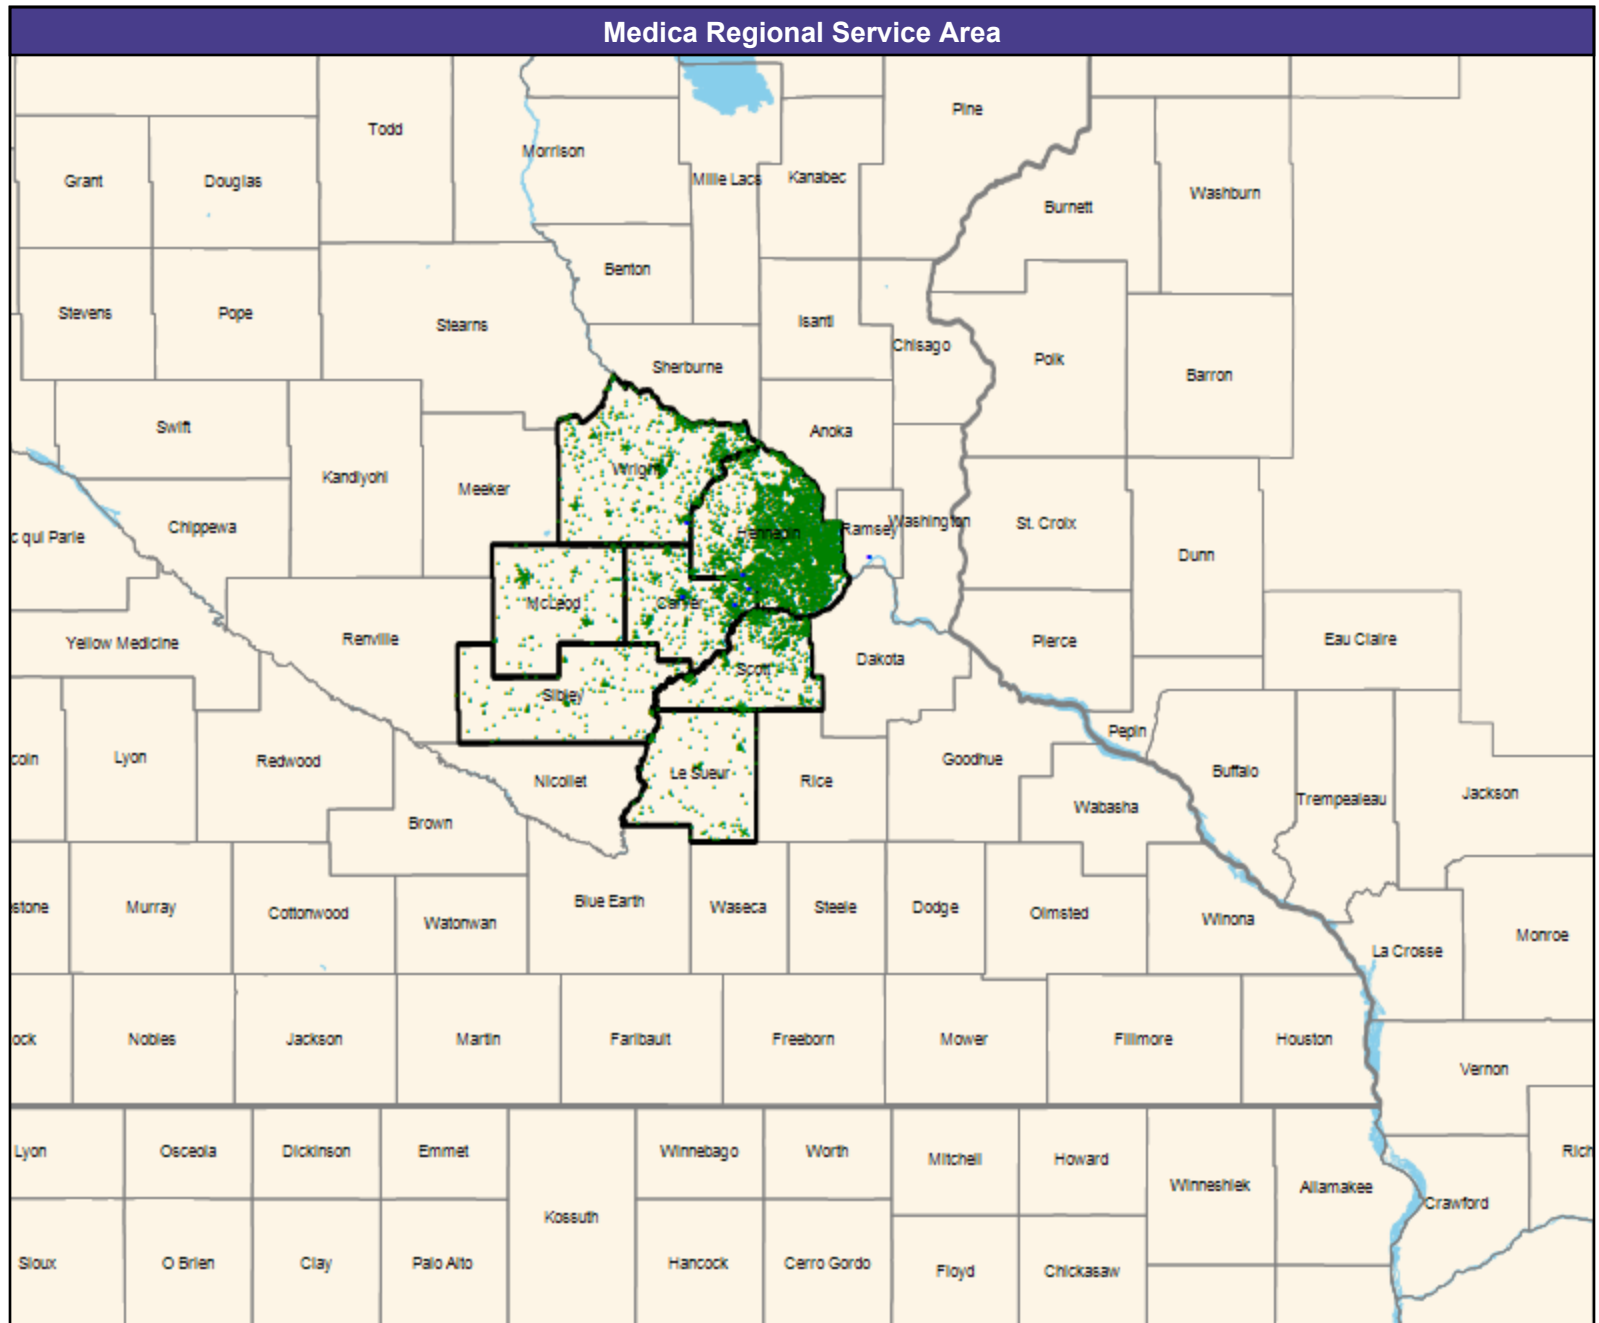 Medica Regional Service Area
Pine
Todd
Morrison
Mille Lacs
Kanabec
Grant
Douglas
Washburn
Burnett
Benton
Stevens
Pope
Stearns
Isanti
Chisago
Polk
Sherburne
Barron
Swift
Anoka
Wright
Kandiyohi
Meeker
Chippewa
Hennepin
Ramsey
Washington
St. Croix
c qui Parle
Dunn
McLeod
Carver
Yellow Medicine
Renville
Pierce
Eau Claire
Dakota
Scott
Sibley
Pepin
coln
Lyon
Redwood
Nicollet
Le Sueur
Rice
Goodhue
Buffalo
Trempealeau
Jackson
Wabasha
Brown
stone
Murray
Cottonwood
Watonwan
Blue Earth
Waseca
Steele
Dodge
Olmsted
Winona
La Crosse
Monroe
ock
Nobles
Jackson
Martin
Faribault
Freeborn
Mower
Fillmore
Houston
Vernon
Lyon
Osceola
Dickinson
Emmet
Winnebago
Worth
Mitchell
Howard
Rich
Winneshiek
Allamakee
Crawford
Kossuth
Sioux
O Brien
Clay
Palo Alto
Hancock
Cerro Gordo
Floyd
Chickasaw